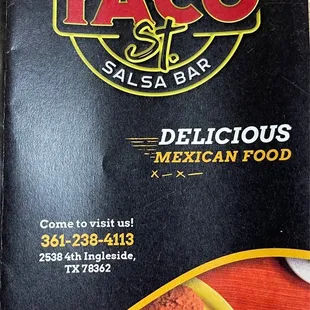 TACO
St.
SALSA BAR
DELICIOUS
MEXICAN FOOD
Come to visit us!
361-238-4113
2538 4th Ingleside,
TX 78362